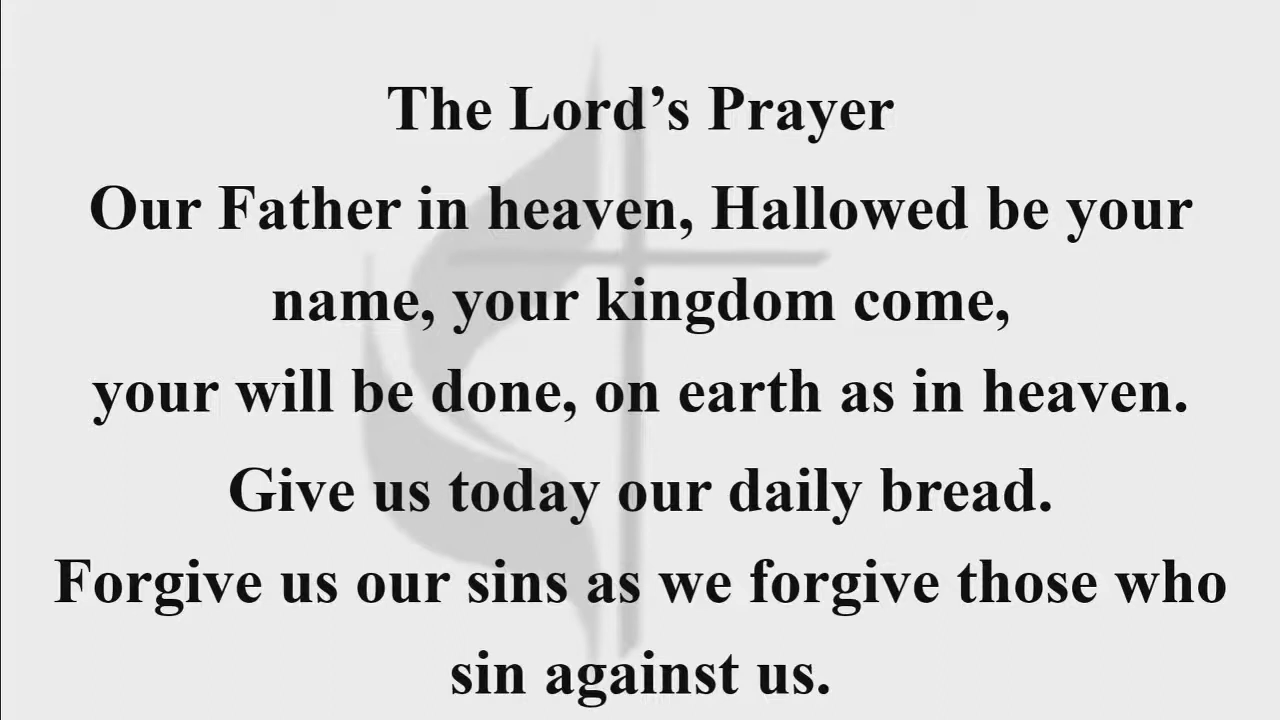 The Lord’s Prayer
Our Father in heaven, Hallowed be your
name, your kingdom come,
your will be done, on earth as in heaven.
Give us today our daily bread.
Forgive us our sins as we forgive those who
sin against us.